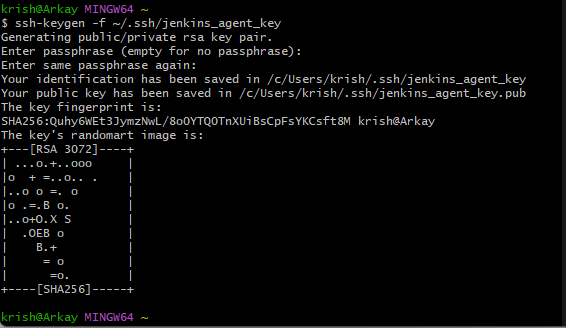 krish@Arkay MINGW64 ~
$ ssh-keygen -f ~/.ssh/jenkins_agent_key
Generating public/private rsa key pair.
Enter passphrase (empty for no passphrase):
Enter same passphrase again:
Your identification has been saved in /c/Users/krish/.ssh/jenkins_agent_key
Your public key has been saved in /c/Users/krish/.ssh/jenkins_agent_key.pub
The key fingerprint is:
SHA256:Quhy6WEt3JymzNwL/8oOYTQOTnXUiBsCpFsYKCsft8M krish@Arkay
The key's randomart image is:
+---[RSA 3072]----+
| ...o.+..ooo     |
|o  + =..o.. .    |
|..o o =. o       |
|o .=.B o.        |
|..o+O.X S        |
|  .OEB o         |
|    B.+          |
|     = o         |
|      =o.        |
+----[SHA256]-----+
krish@Arkay MINGW64 ~